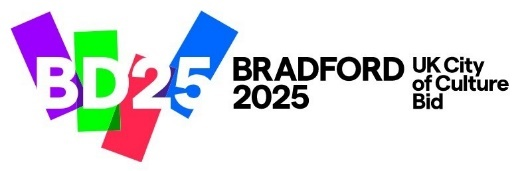 BD25
BRADFORD
2025
UK City
of Culture
Bid